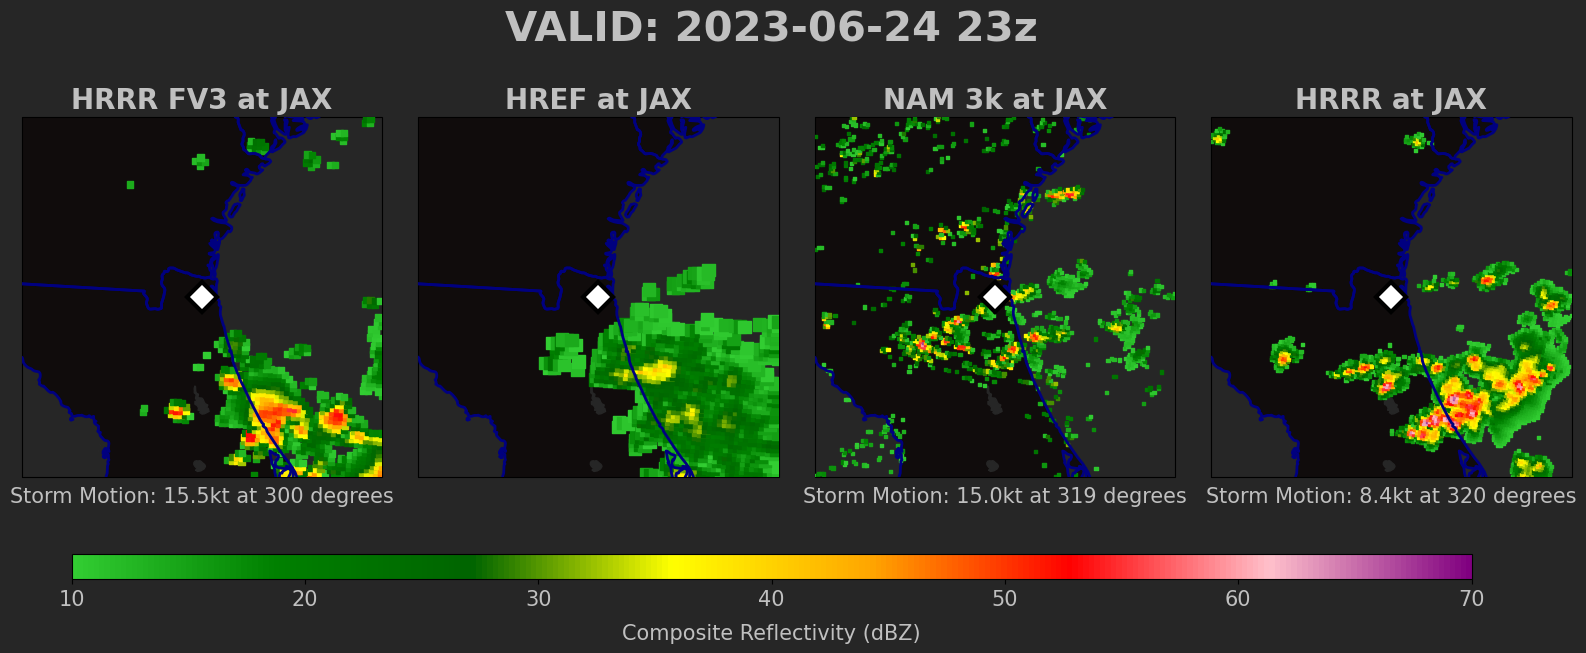 VALID: 2023-06-24 23z
HRRR FV3 at JAX
HREF at JAX
NAM 3k at JAX
HRRR at JAX
Storm Motion: 15.5kt at 300 degrees
Storm Motion: 15.0kt at 319 degrees
Storm Motion: 8.4kt at 320 degrees
10 20 30 40 50 60 70
Composite Reflectivity (dBZ)